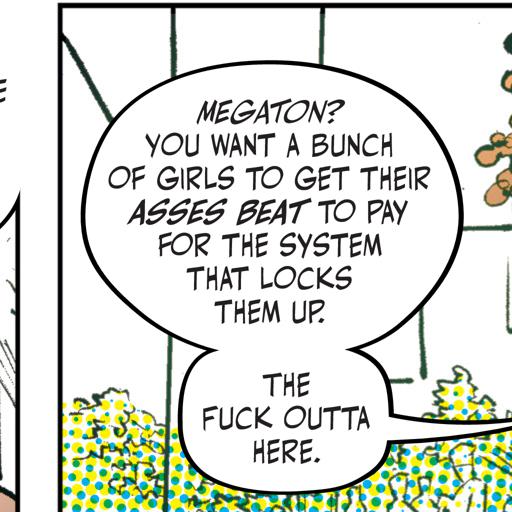 E
MEGATON?
YOU WANT A BUNCH
OF GIRLS TO GET THEIR
ASSES BEAT TO PAY
FOR THE SYSTEM
THAT LOCKS
THEM UP.
THE
FUCK OUTTA
HERE.